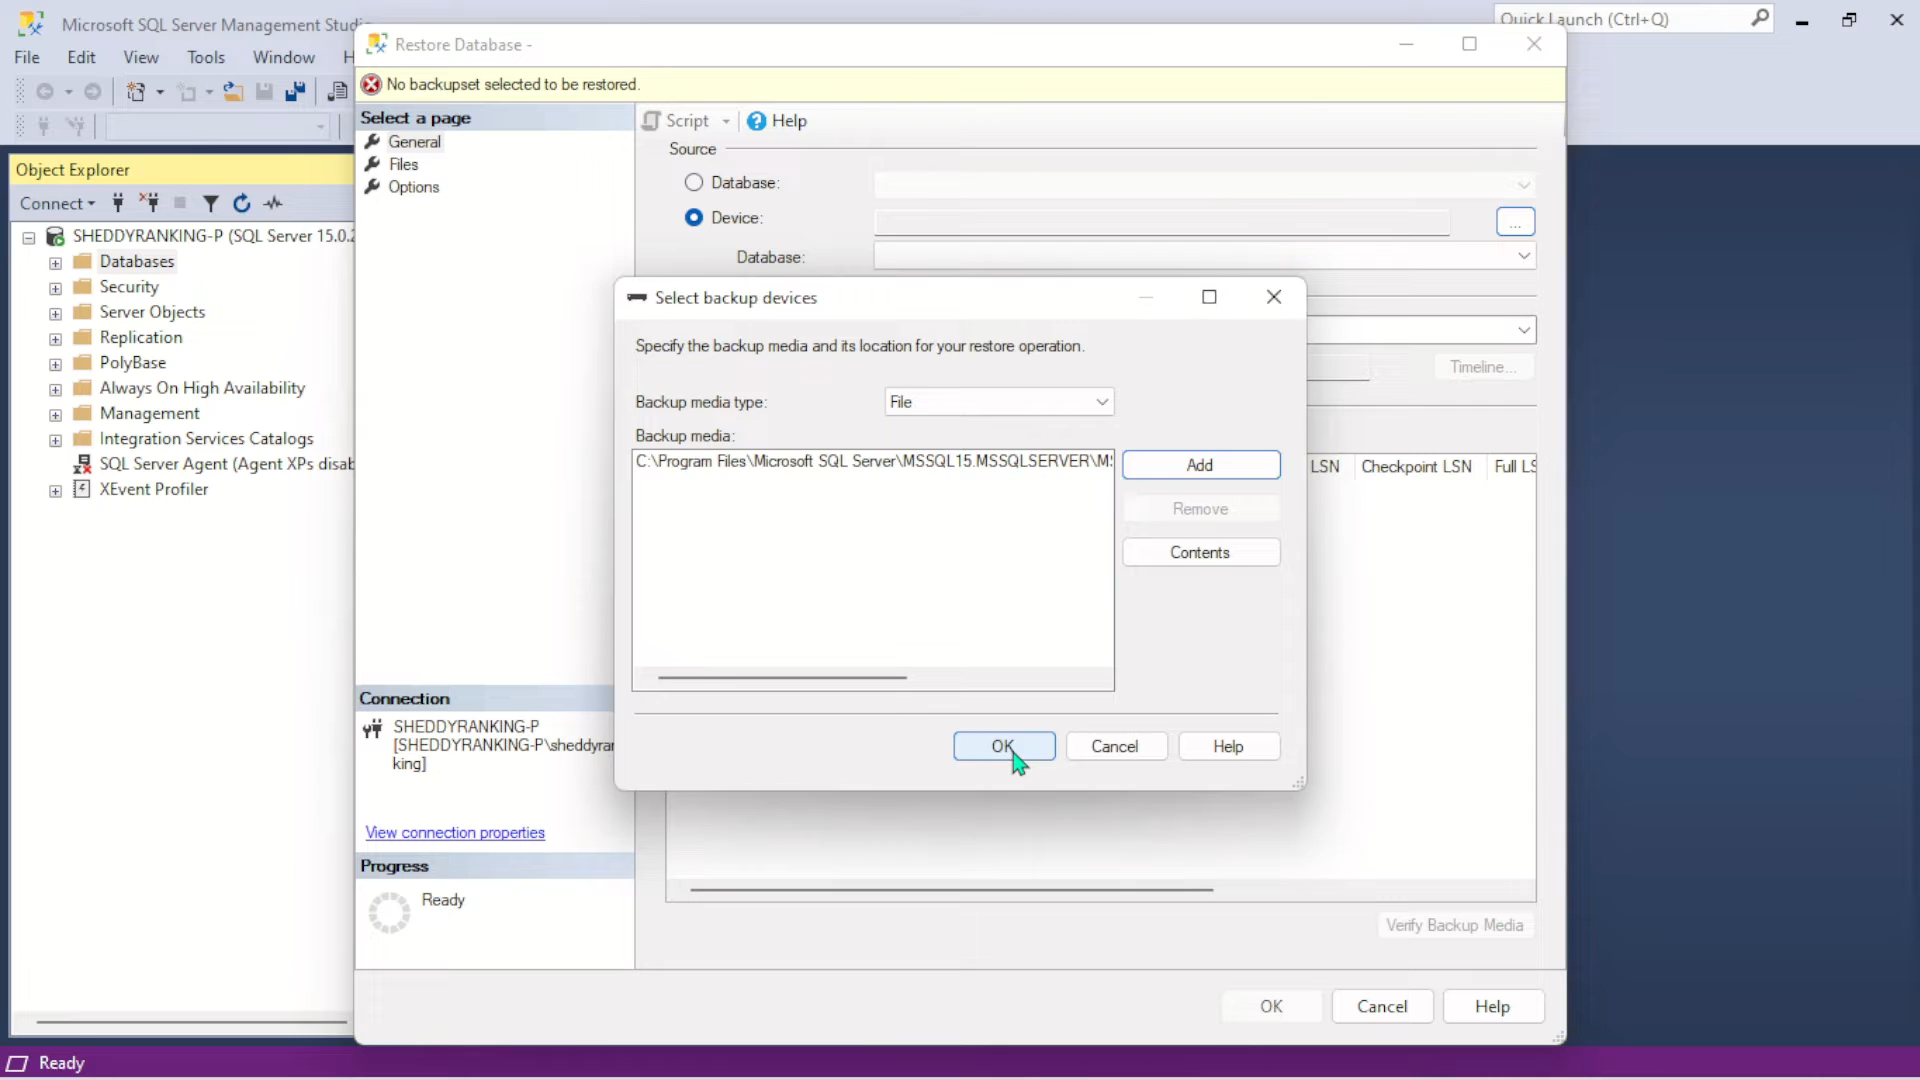 Microsoft SQL Server Management Studio
Quick Launch (Ctrl+Q)
File Edit View Tools Window H
Restore Database -
No backupset selected to be restored.
Select a page
General
Files
Options
Script
Help
Source
Database:
Device:
...
Database:
Object Explorer
Connect
SHEDDYRANKING-P (SQL Server 15.0.2
Databases
Security
Server Objects
Replication
PolyBase
Always On High Availability
Management
Integration Services Catalogs
SQL Server Agent (Agent XPs disab
XEvent Profiler
Select backup devices
Specify the backup media and its location for your restore operation.
Backup media type:
File
Backup media:
C:\Program Files\Microsoft SQL Server\MSSQL15.MSSQLSERVER\M
Add
Remove
Contents
OK
Cancel
Help
Timeline...
LSN Checkpoint LSN Full LS
Connection
SHEDDYRANKING-P
[SHEDDYRANKING-P\sheddyran
king]
View connection properties
Progress
Ready
Verify Backup Media
OK
Cancel
Help
Ready